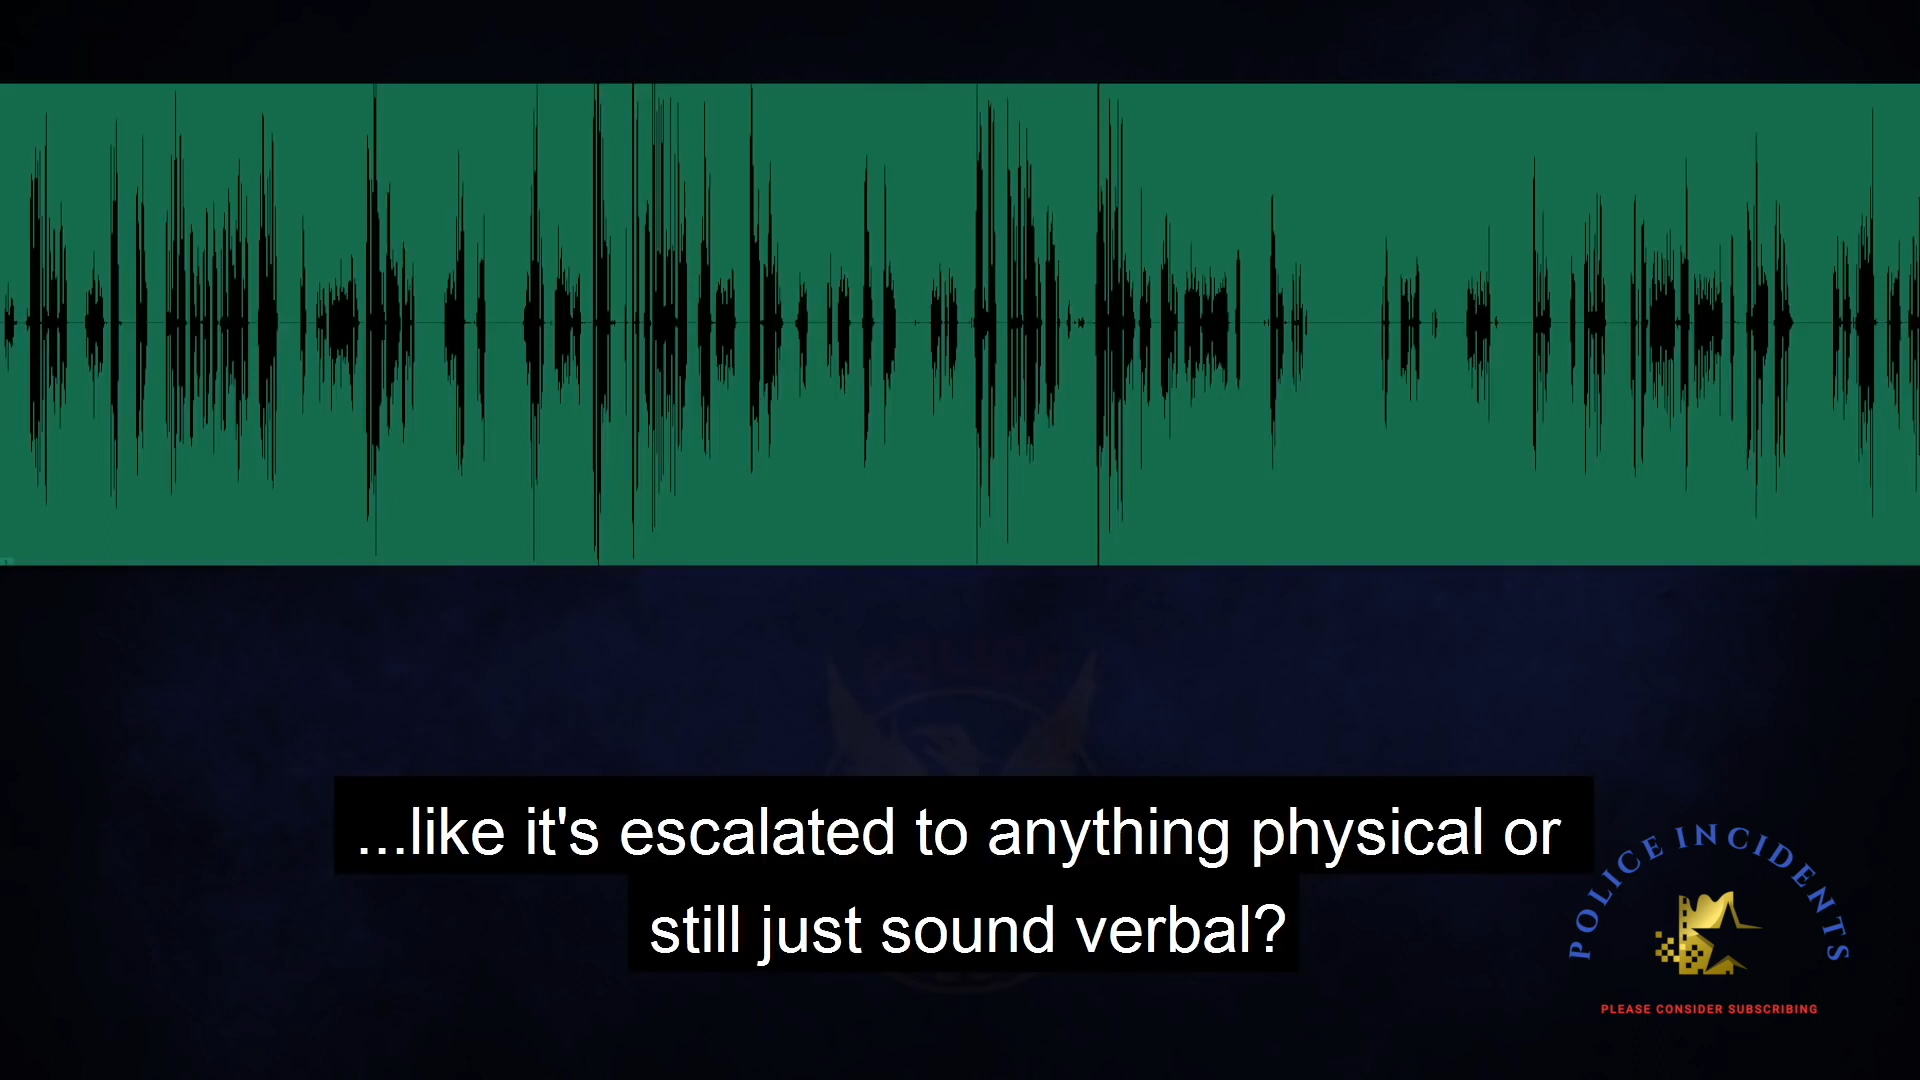 ...like it's escalated to anything physical or
still just sound verbal?
POLICE INCIDENTS
PLEASE CONSIDER SUBSCRIBING